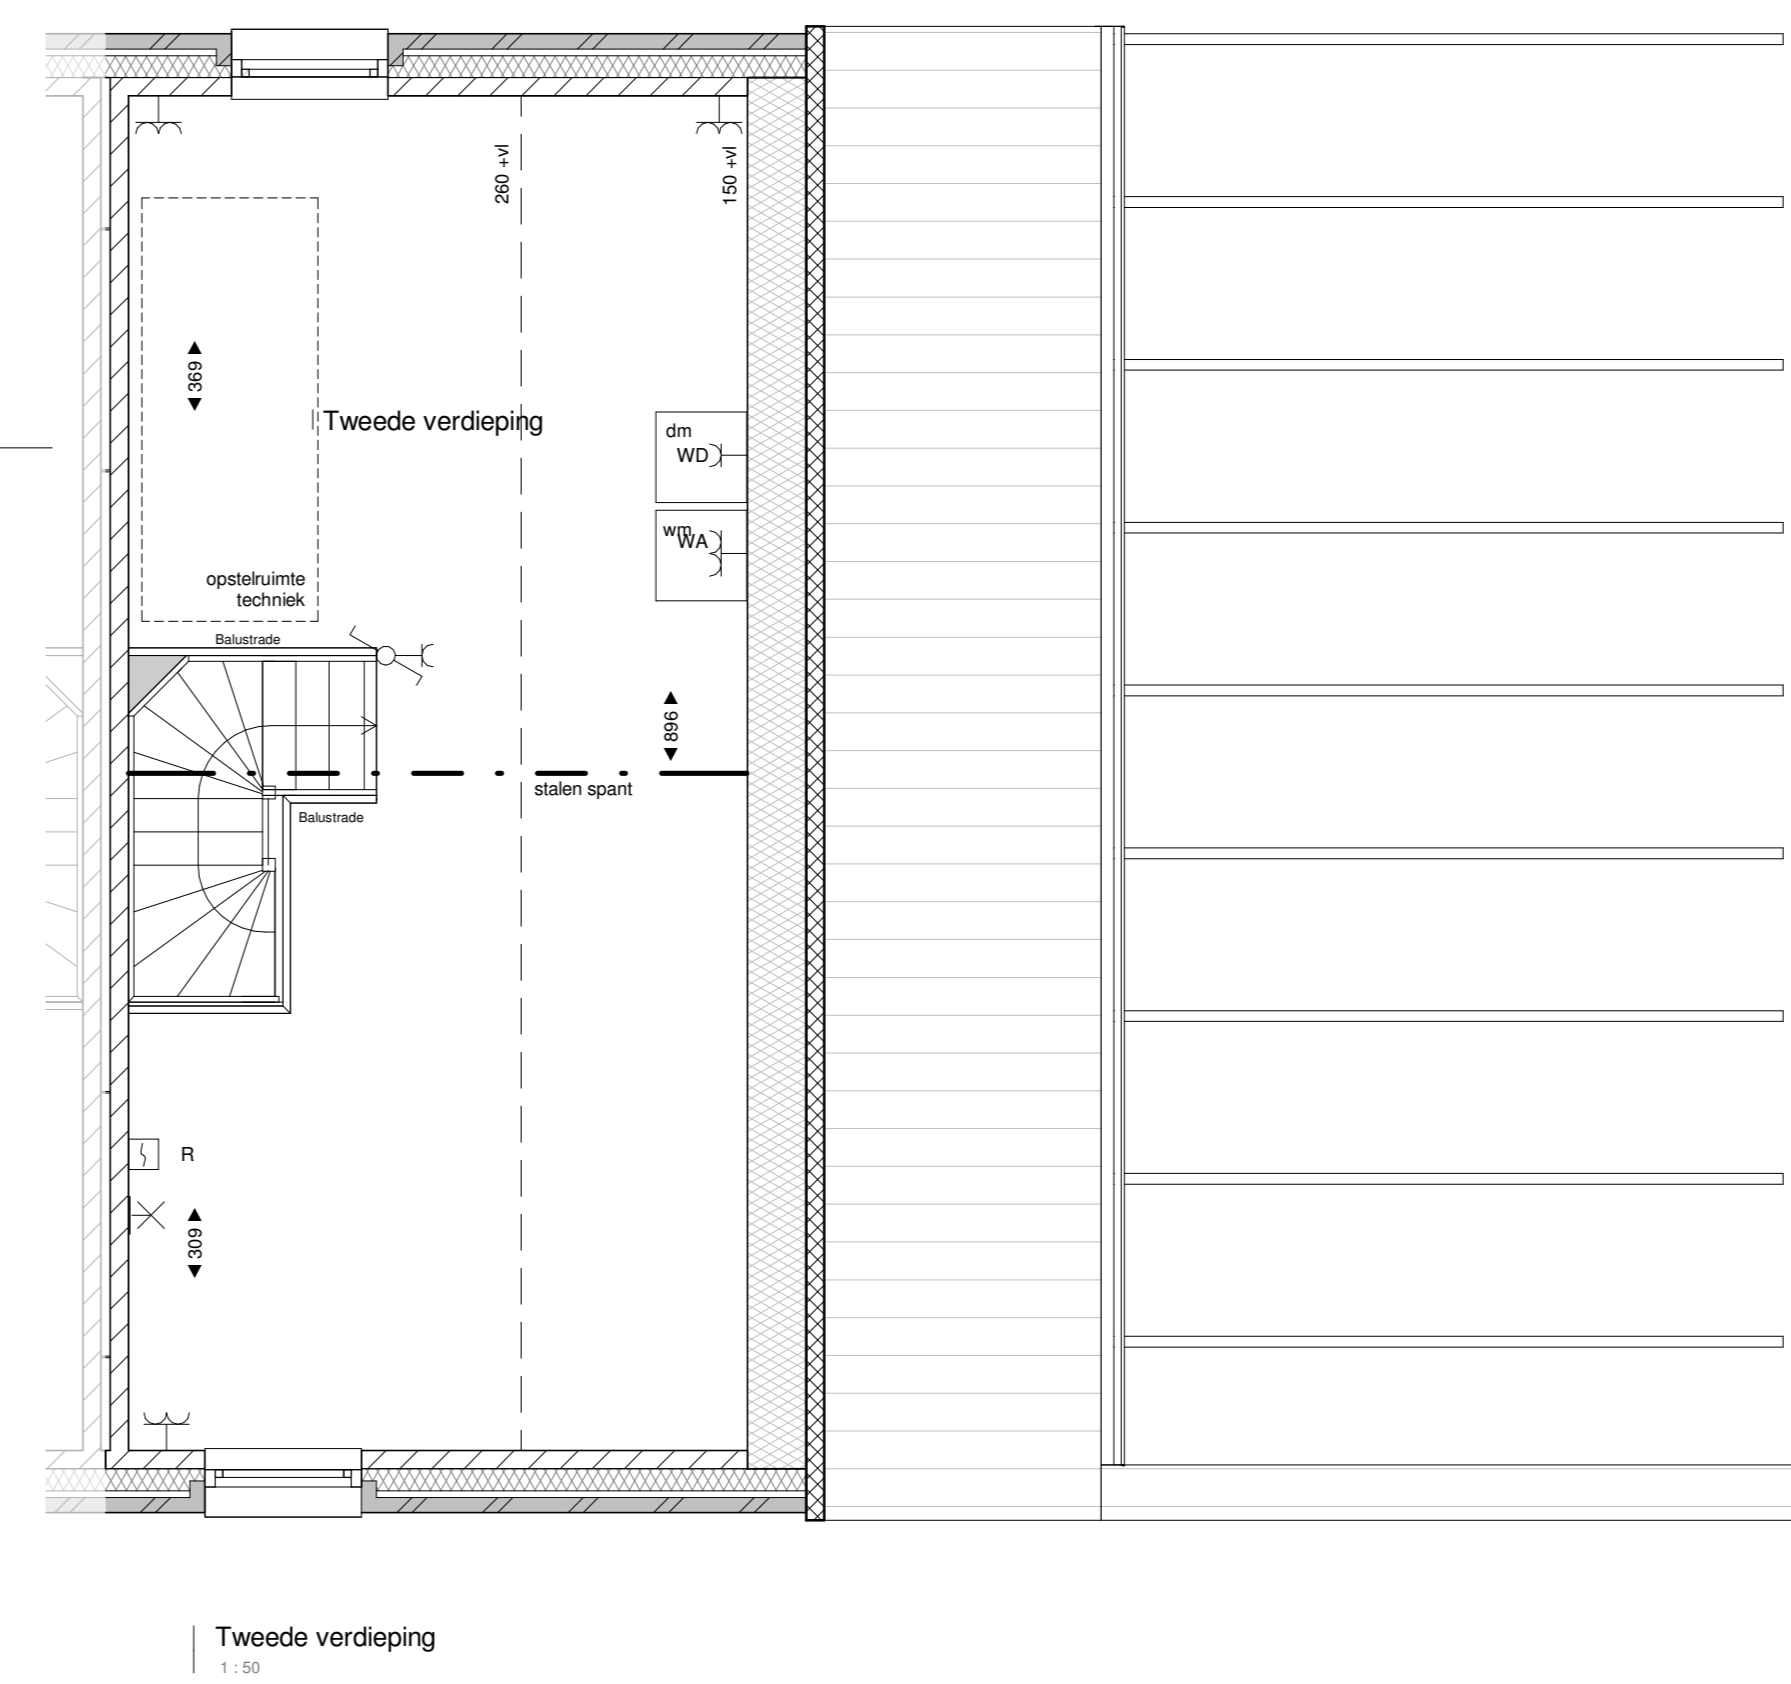 260 +vl
150 +vl
369
Tweede verdieping
dm
WD
wm
WA
opstelruimte
techniek
Balustrade
896
stalen spant
Balustrade
R
309
Tweede verdieping
1 : 50